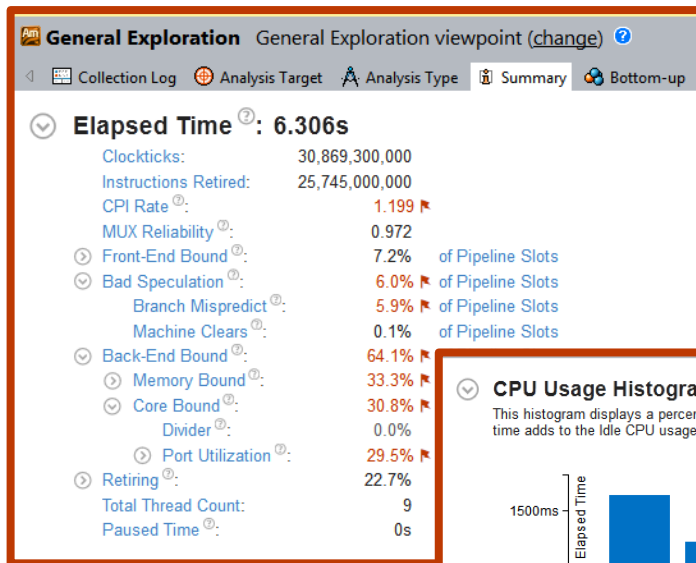 Am General Exploration General Exploration viewpoint (change) ?
Collection Log Analysis Target Analysis Type Summary Bottom-up
Elapsed Time ?: 6.306s
Clockticks: 30,869,300,000
Instructions Retired: 25,745,000,000
CPI Rate ?: 1.199
MUX Reliability ?: 0.972
Front-End Bound ?: 7.2% of Pipeline Slots
Bad Speculation ?: 6.0% of Pipeline Slots
Branch Mispredict ?: 5.9% of Pipeline Slots
Machine Clears ?: 0.1% of Pipeline Slots
Back-End Bound ?: 64.1%
Memory Bound ?: 33.3%
Core Bound ?: 30.8%
Divider ?: 0.0%
Port Utilization ?: 29.5%
Retiring ?: 22.7%
Total Thread Count: 9
Paused Time ?: 0s
CPU Usage Histogra
This histogram displays a percen
time adds to the Idle CPU usage
1500ms
Elapsed Time